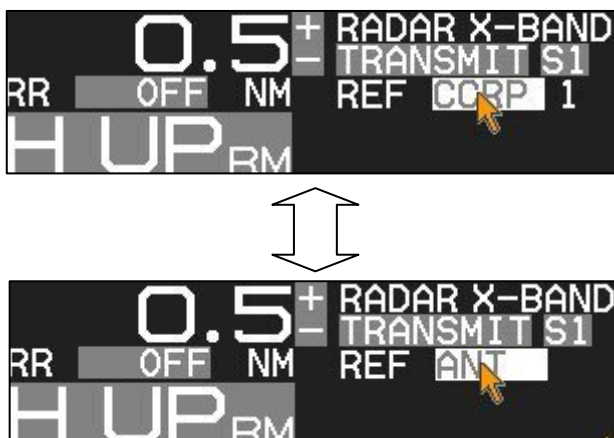 0.5 + RADAR X-BAND
- TRANSMIT S1
RR OFF NM REF CCRP 1
H UP RM
0.5 + RADAR X-BAND
- TRANSMIT S1
RR OFF NM REF ANT
H UP RM